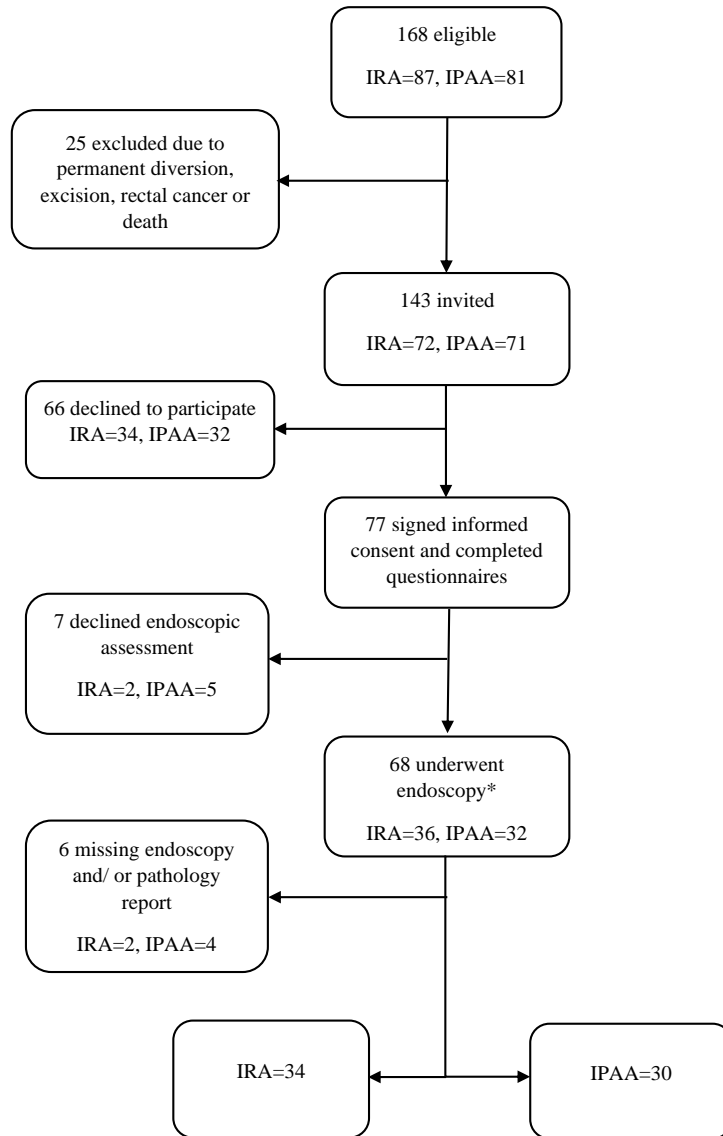 168 eligible
IRA=87, IPAA=81
25 excluded due to
permanent diversion,
excision, rectal cancer or
death
143 invited
IRA=72, IPAA=71
66 declined to participate
IRA=34, IPAA=32
77 signed informed
consent and completed
questionnaires
7 declined endoscopic
assessment
IRA=2, IPAA=5
68 underwent
endoscopy*
IRA=36, IPAA=32
6 missing endoscopy
and/ or pathology
report
IRA=2, IPAA=4
IRA=34
IPAA=30